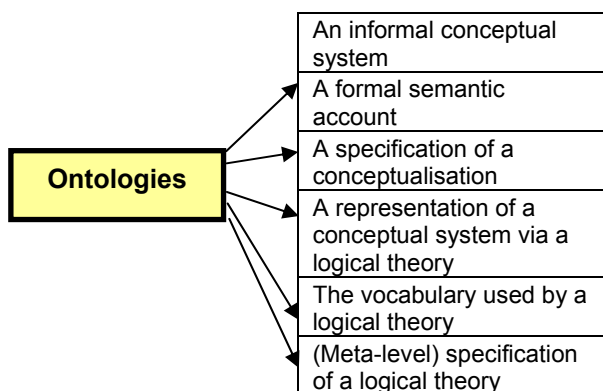 An informal conceptual
system
A formal semantic
account
Ontologies
A specification of a
conceptualisation
A representation of a
conceptual system via a
logical theory
The vocabulary used by a
logical theory
(Meta-level) specification
of a logical theory